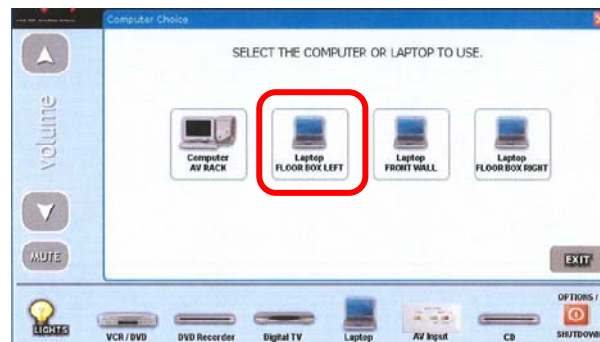 Computer Choice
SELECT THE COMPUTER OR LAPTOP TO USE.
volume
Computer
AV RACK
Laptop
FLOOR BOX LEFT
Laptop
FRONT WALL
Laptop
FLOOR BOX RIGHT
MUTE
EXIT
LIGHTS
VCR / DVD
DVD Recorder
Digital TV
Laptop
AV Input
CD
OPTIONS /
SHUTDOWN